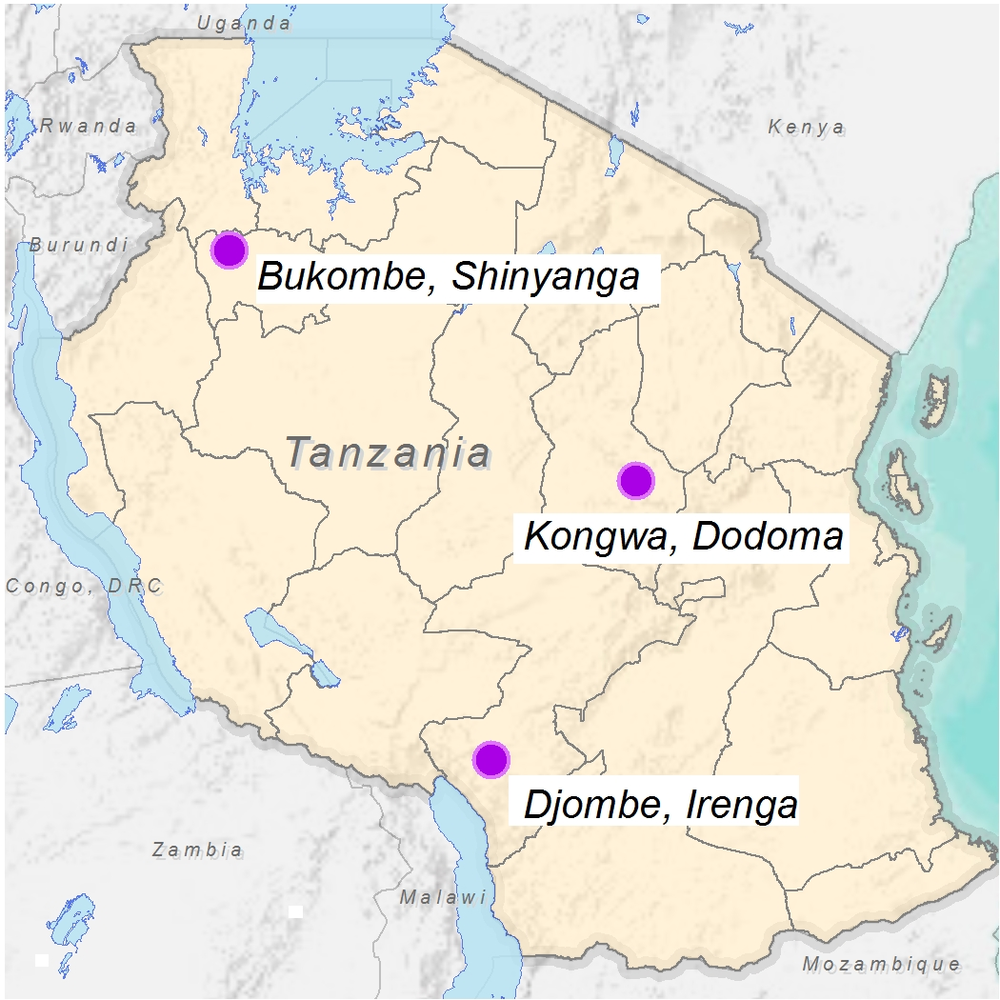 Uganda
Rwanda
Kenya
Burundi
Bukombe, Shinyanga
Tanzania
Kongwa, Dodoma
Congo, DRC
Djombe, Irenga
Zambia
Malawi
Mozambique